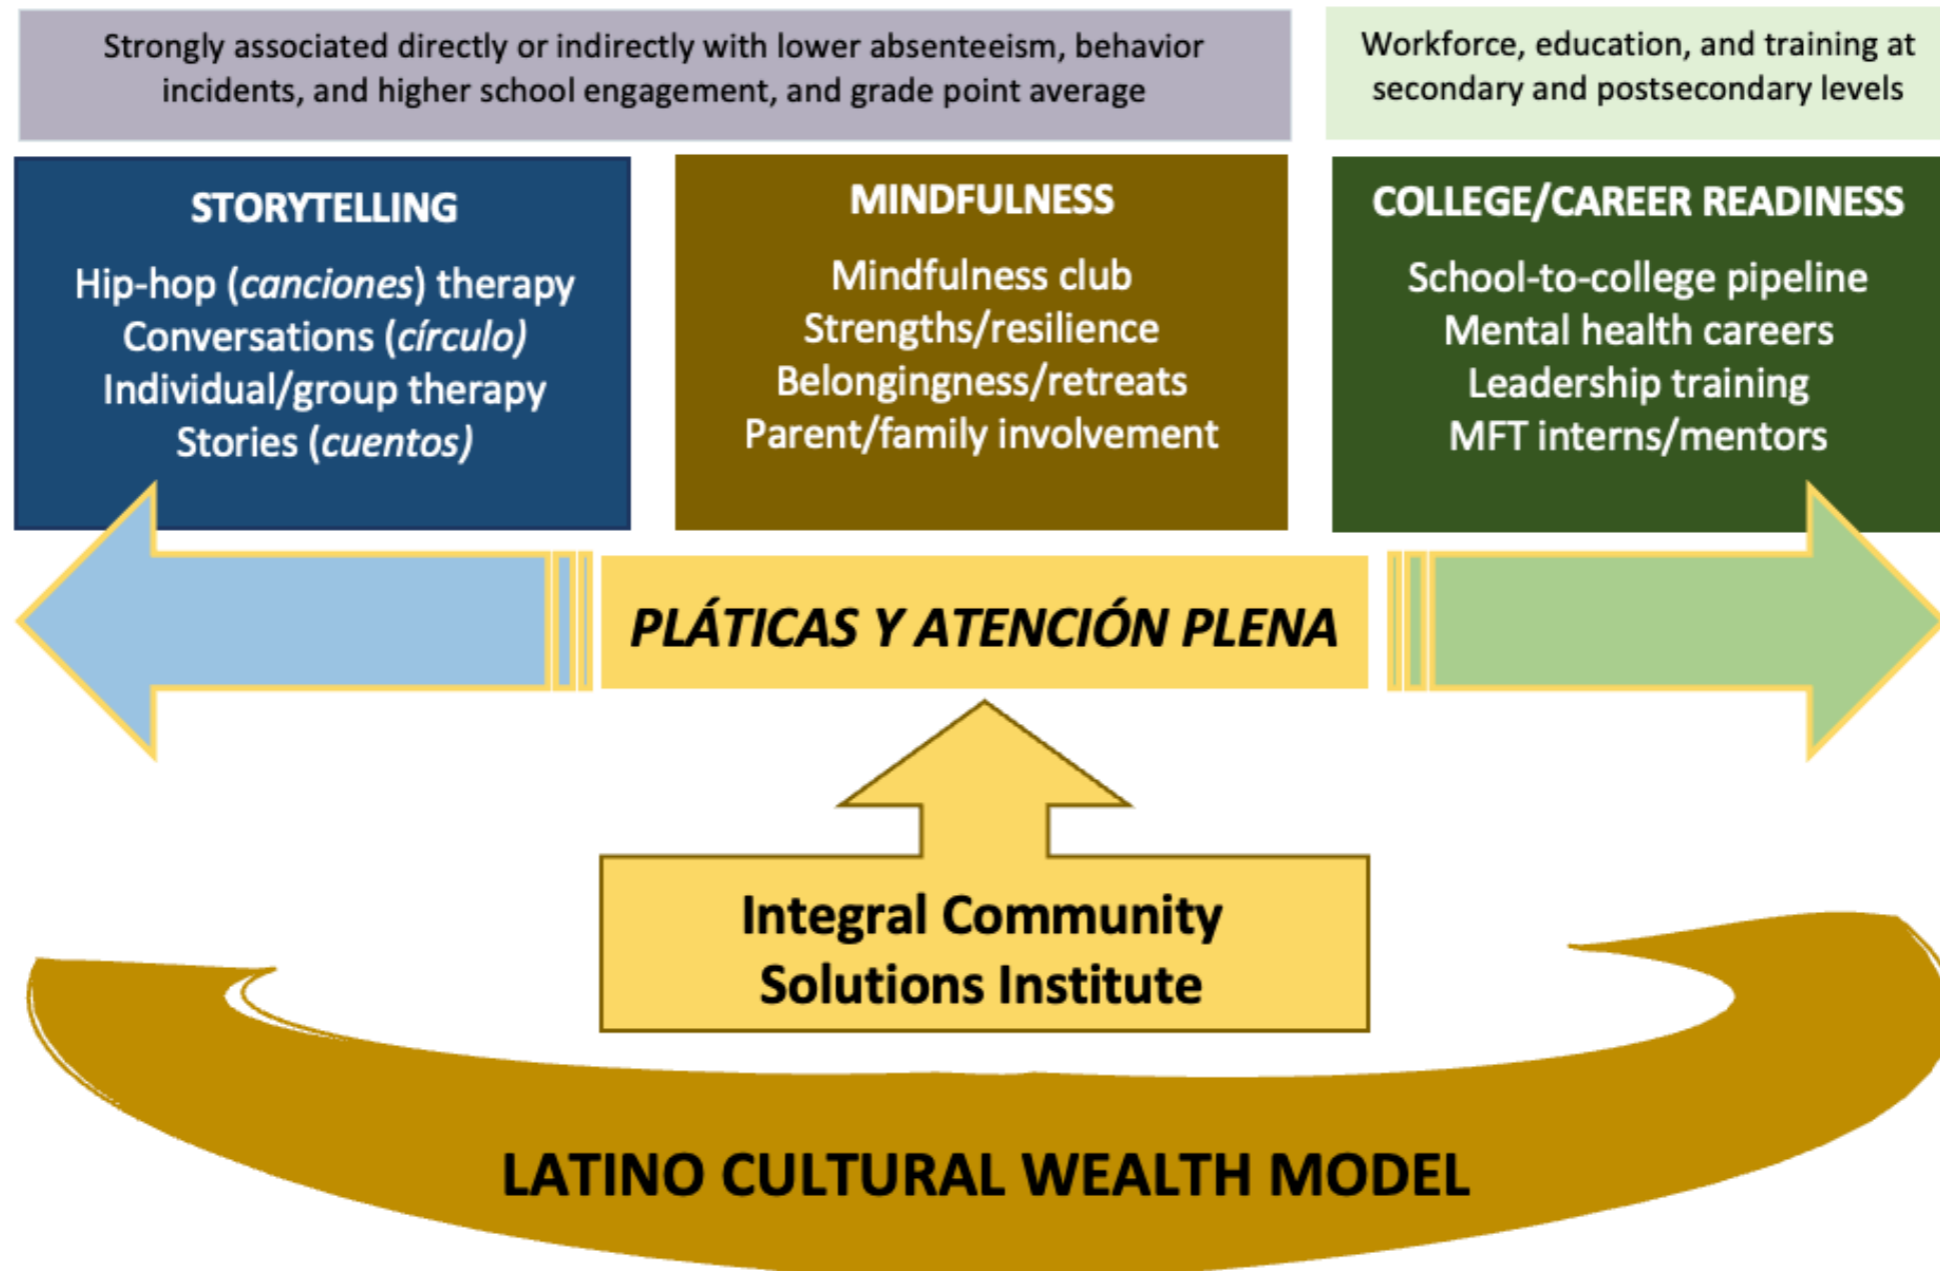 Strongly associated directly or indirectly with lower absenteeism, behavior
incidents, and higher school engagement, and grade point average
Workforce, education, and training at
secondary and postsecondary levels
STORYTELLING
Hip-hop (canciones) therapy
Conversations (círculo)
Individual/group therapy
Stories (cuentos)
MINDFULNESS
Mindfulness club
Strengths/resilience
Belongingness/retreats
Parent/family involvement
COLLEGE/CAREER READINESS
School-to-college pipeline
Mental health careers
Leadership training
MFT interns/mentors
PLÁTICAS Y ATENCIÓN PLENA
Integral Community
Solutions Institute
LATINO CULTURAL WEALTH MODEL